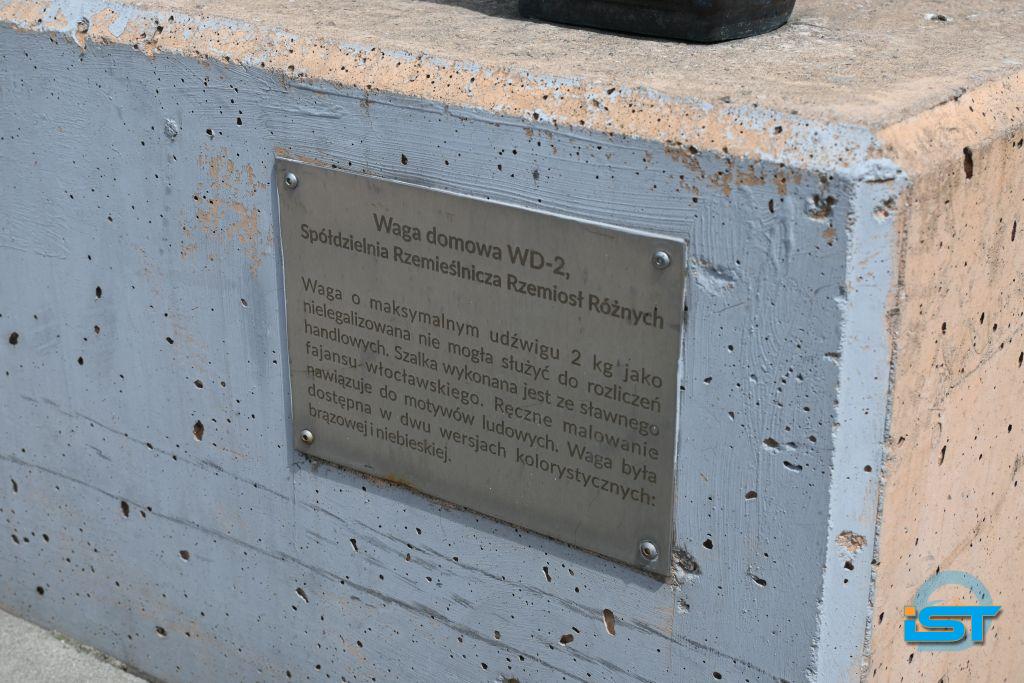 Waga domowa WD-2,
Spółdzielnia Rzemieślnicza Rzemiosł Różnych
Waga o maksymalnym udźwigu 2 kg jako
nielegalizowana nie mogła służyć do rozliczeń
handlowych. Szalka wykonana jest ze sławnego
fajansu włocławskiego. Ręczne malowanie
nawiązuje do motywów ludowych. Waga była
dostępna w dwu wersjach kolorystycznych:
brązowej i niebieskiej.
iST